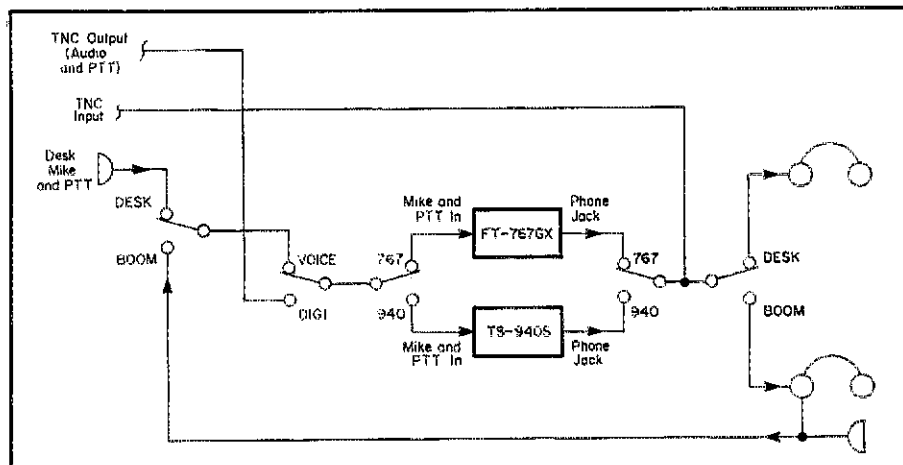 TNC Output
(Audio
and PTT)
TNC
Input
Desk
Mike
and PTT
DESK
BOOM
VOICE
DIGI
767
940
Mike and
PTT In
FT-767GX
Phone
Jack
Mike and
PTT In
TS-940S
Phone
Jack
767
940
DESK
BOOM